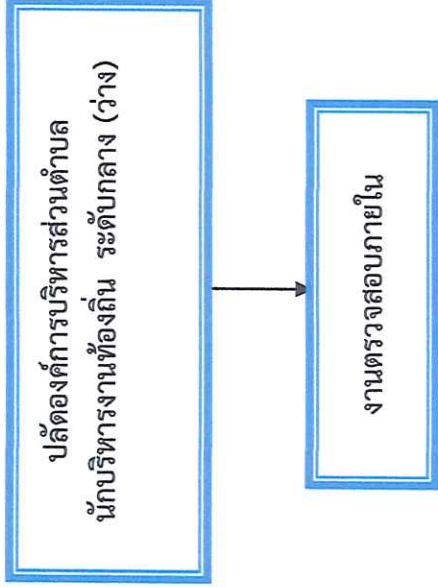 ปลัดองค์การบริหารส่วนตำบล
นักบริหารงานท้องถิ่น ระดับกลาง (ว่าง)
งานตรวจสอบภายใน